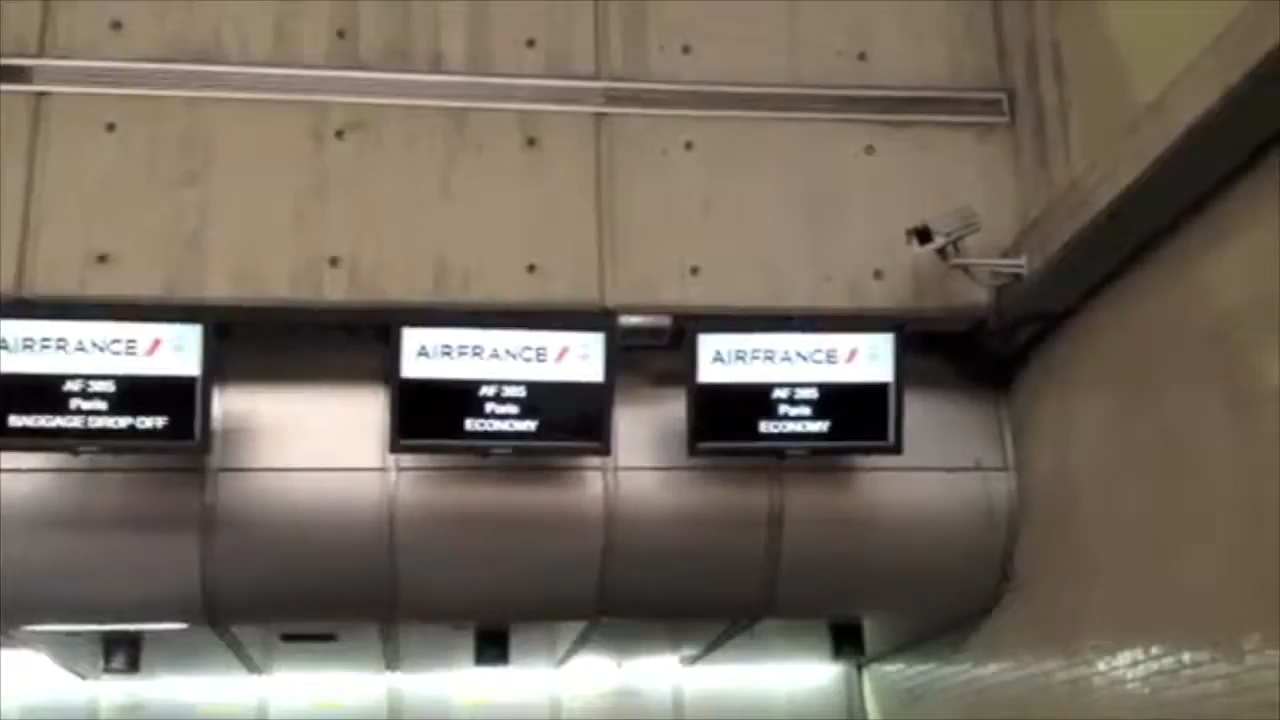 AIRFRANCE
AF 385
Paris
BAGGAGE DROP OFF
AIRFRANCE
AF 385
Paris
ECONOMY
AIRFRANCE
AF 385
Paris
ECONOMY